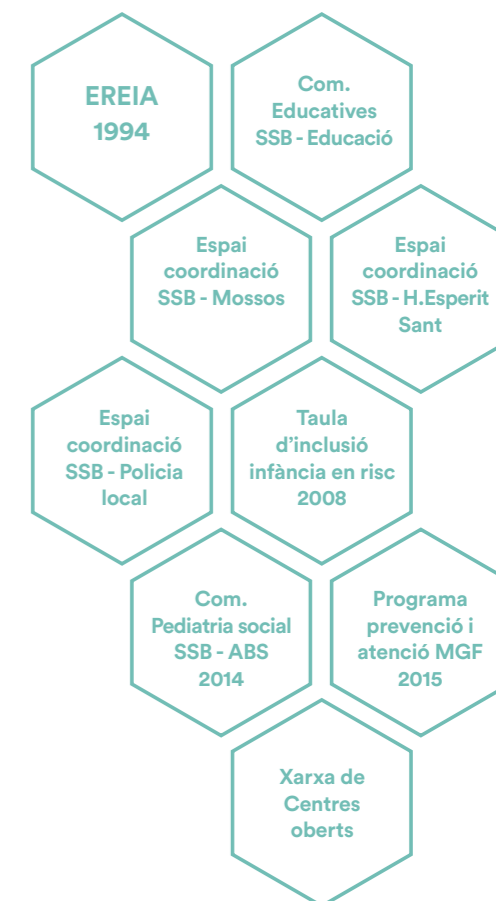 EREIA
1994
Com.
Educatives
SSB - Educació
Espai
coordinació
SSB - Mossos
Espai
coordinació
SSB - H.Esperit
Sant
Espai
coordinació
SSB - Policia
local
Taula
d'inclusió
infància en risc
2008
Com.
Pediatria social
SSB - ABS
2014
Programa
prevenció i
atenció MGF
2015
Xarxa de
Centres
oberts